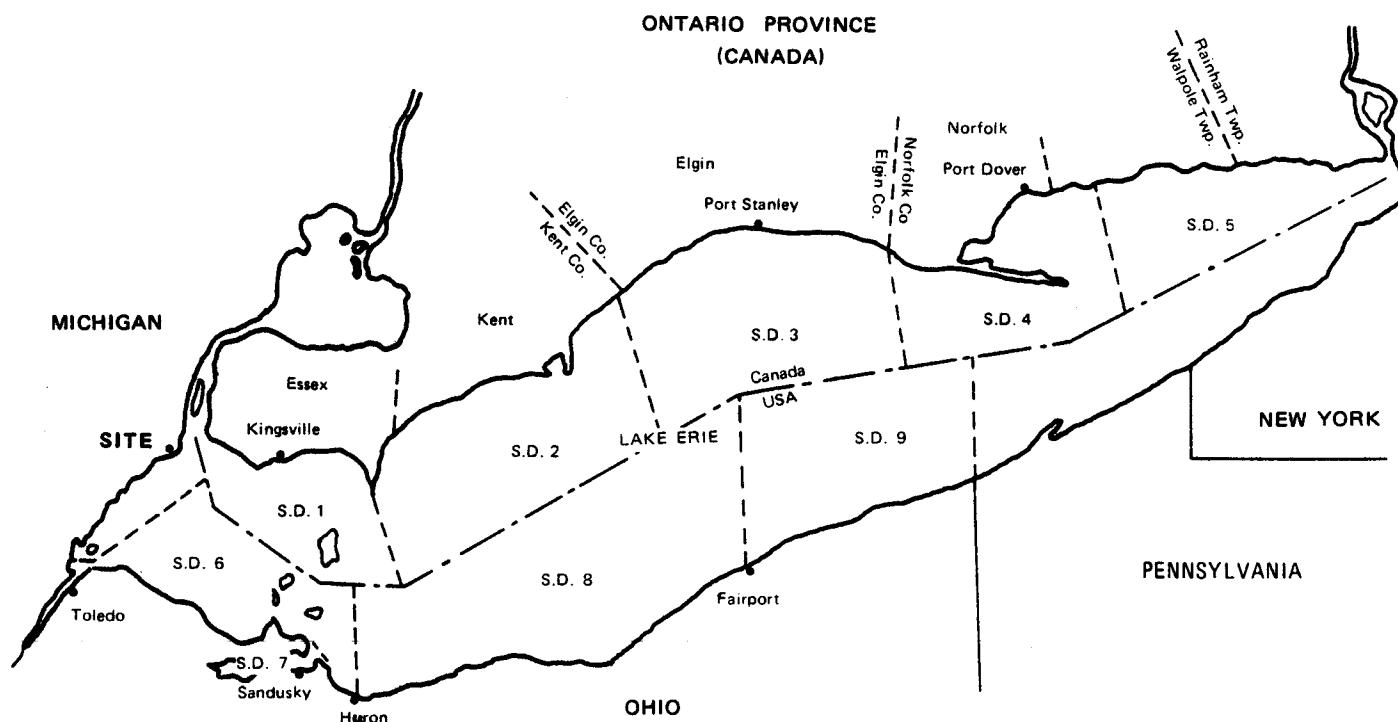 ONTARIO PROVINCE
(CANADA)
Rainham Twp.
Walpole Twp.
Norfolk
Norfolk Co
Elgin Co.
Elgin
Port Dover
Port Stanley
Elgin Co.
Kent Co.
S.D. 5
MICHIGAN
Kent
S.D. 3
S.D. 4
Essex
Canada
USA
Kingsville
SITE
LAKE ERIE
S.D. 2
S.D. 9
NEW YORK
S.D. 1
S.D. 6
S.D. 8
PENNSYLVANIA
Toledo
Fairport
S.D. 7
Sandusky
Huron
OHIO